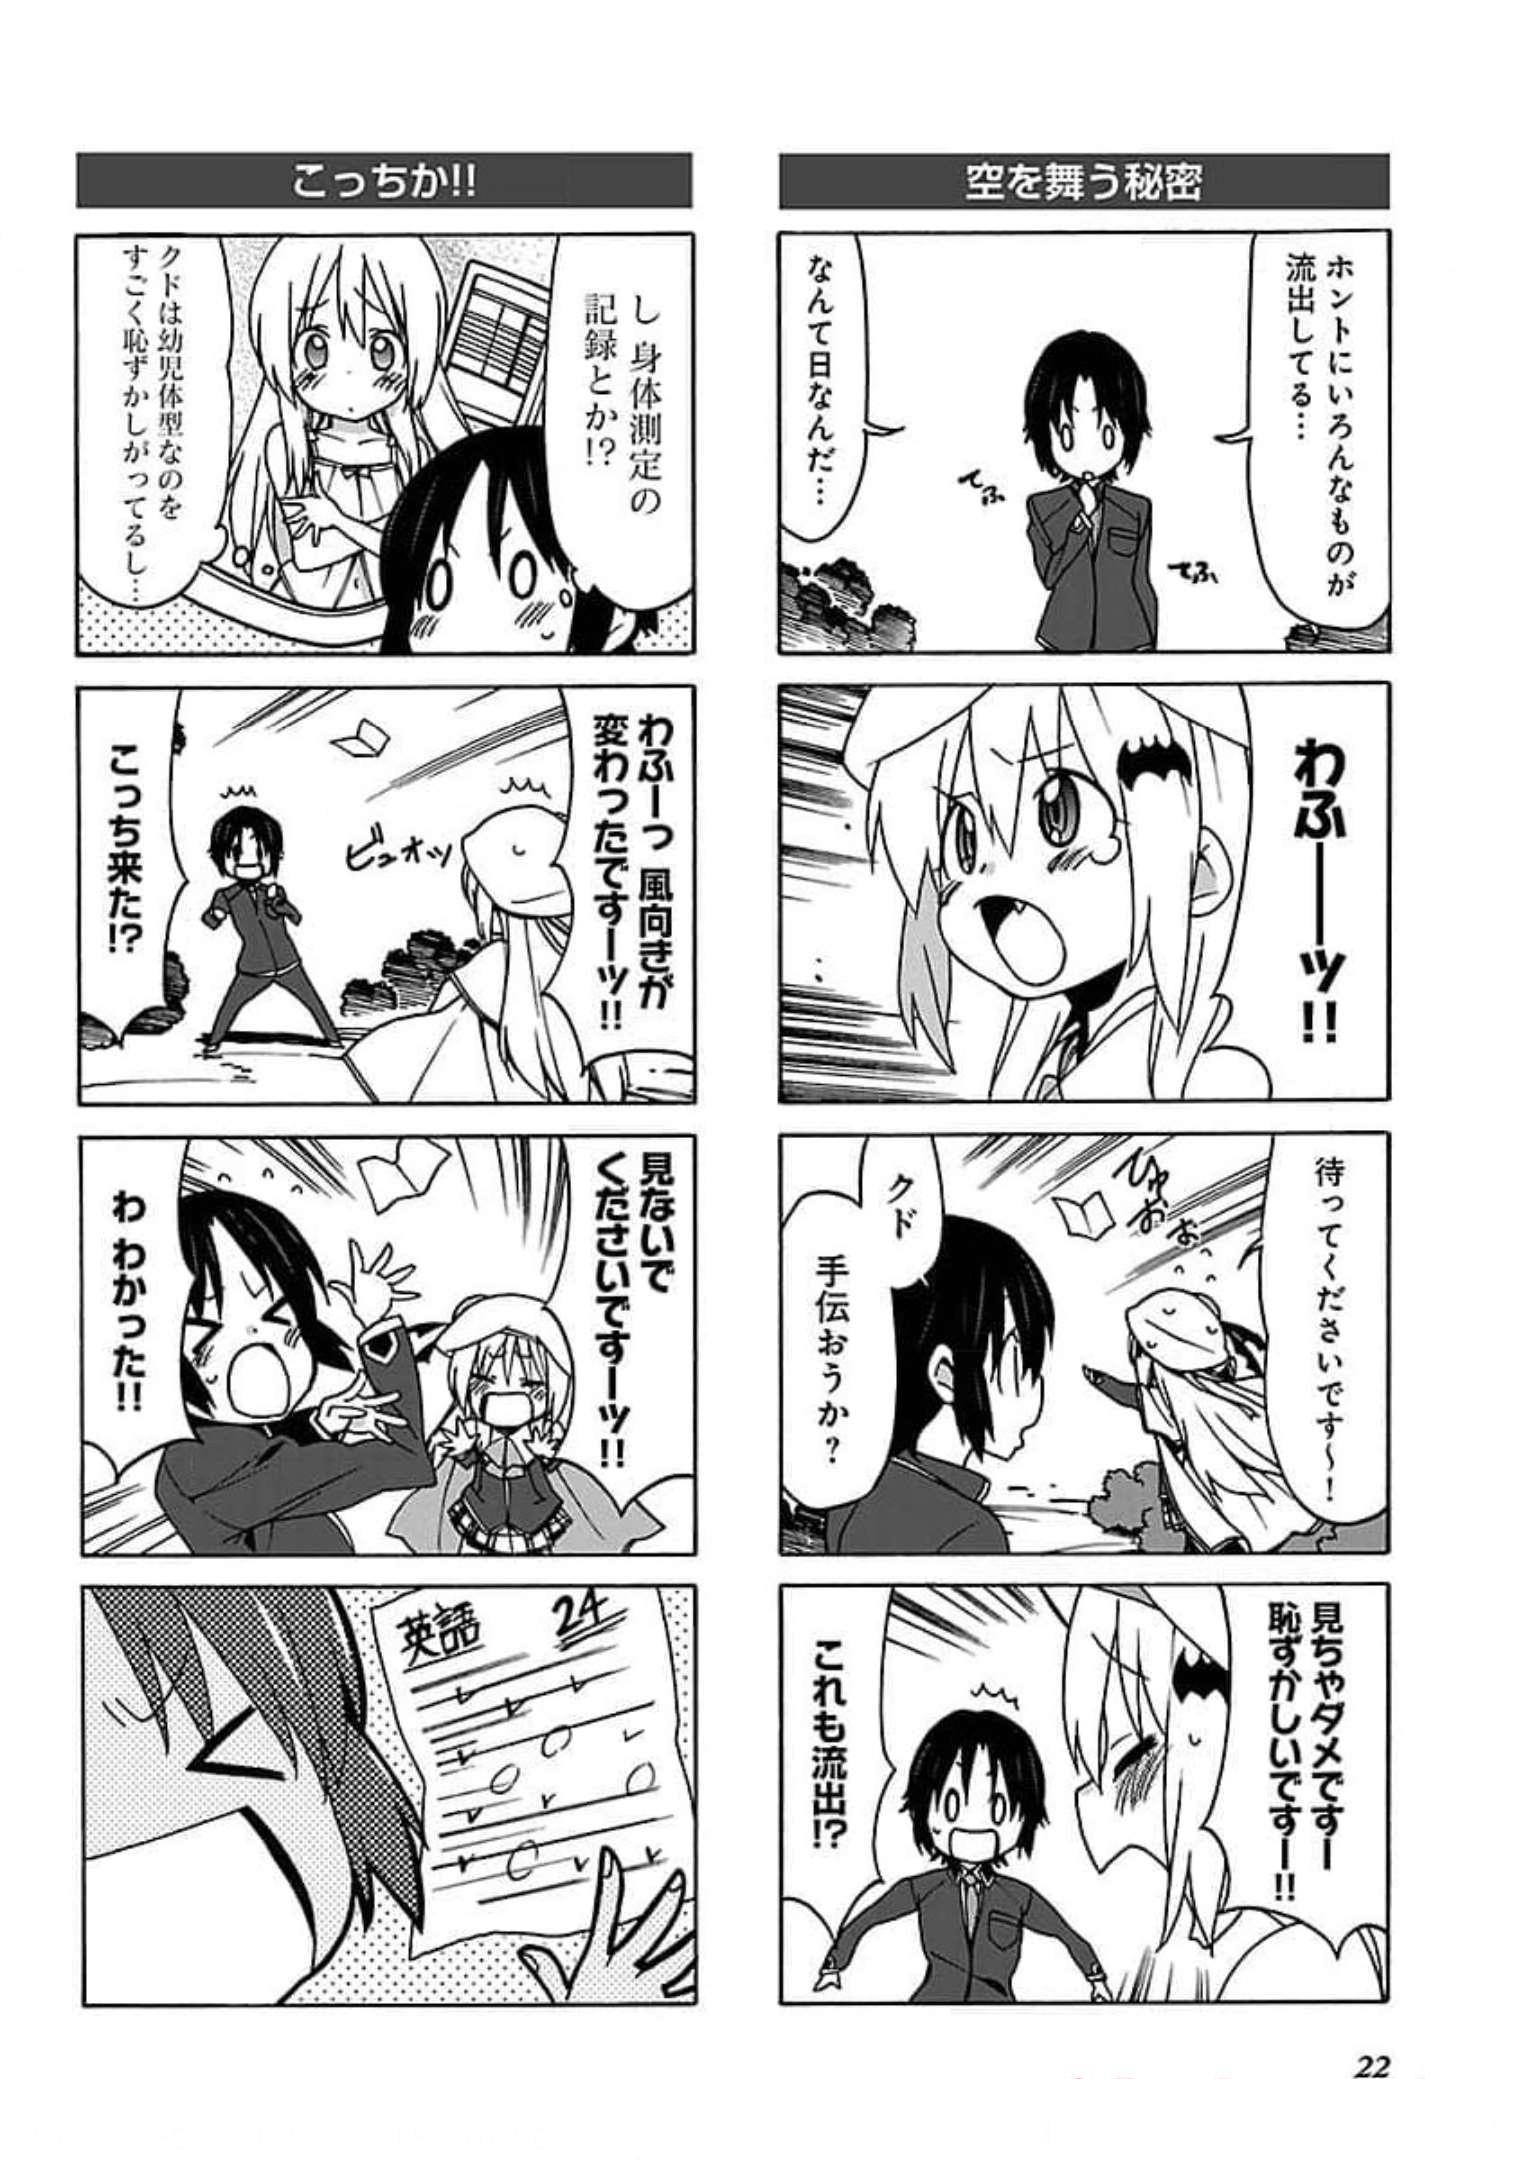 空を舞う秘密
ホントにいろんなものが
流出してる…
てふ
てふ
なんて日なんだ…
わふーーーッ!!
待ってくださいです〜!
ひゅおぉ
クド
手伝おうか?
見ちゃダメですー
恥ずかしいですー!!
これも流出!?
こっちか!!
し 身体測定の
記録とか!?
クドは幼児体型なのを
すごく恥ずかしがってるし…
わふーっ 風向きが
変わったですーッ!!
ビュオッ
こっち来た!?
見ないで
くださいですーッ!!
わ わかった!!
英語 24
22